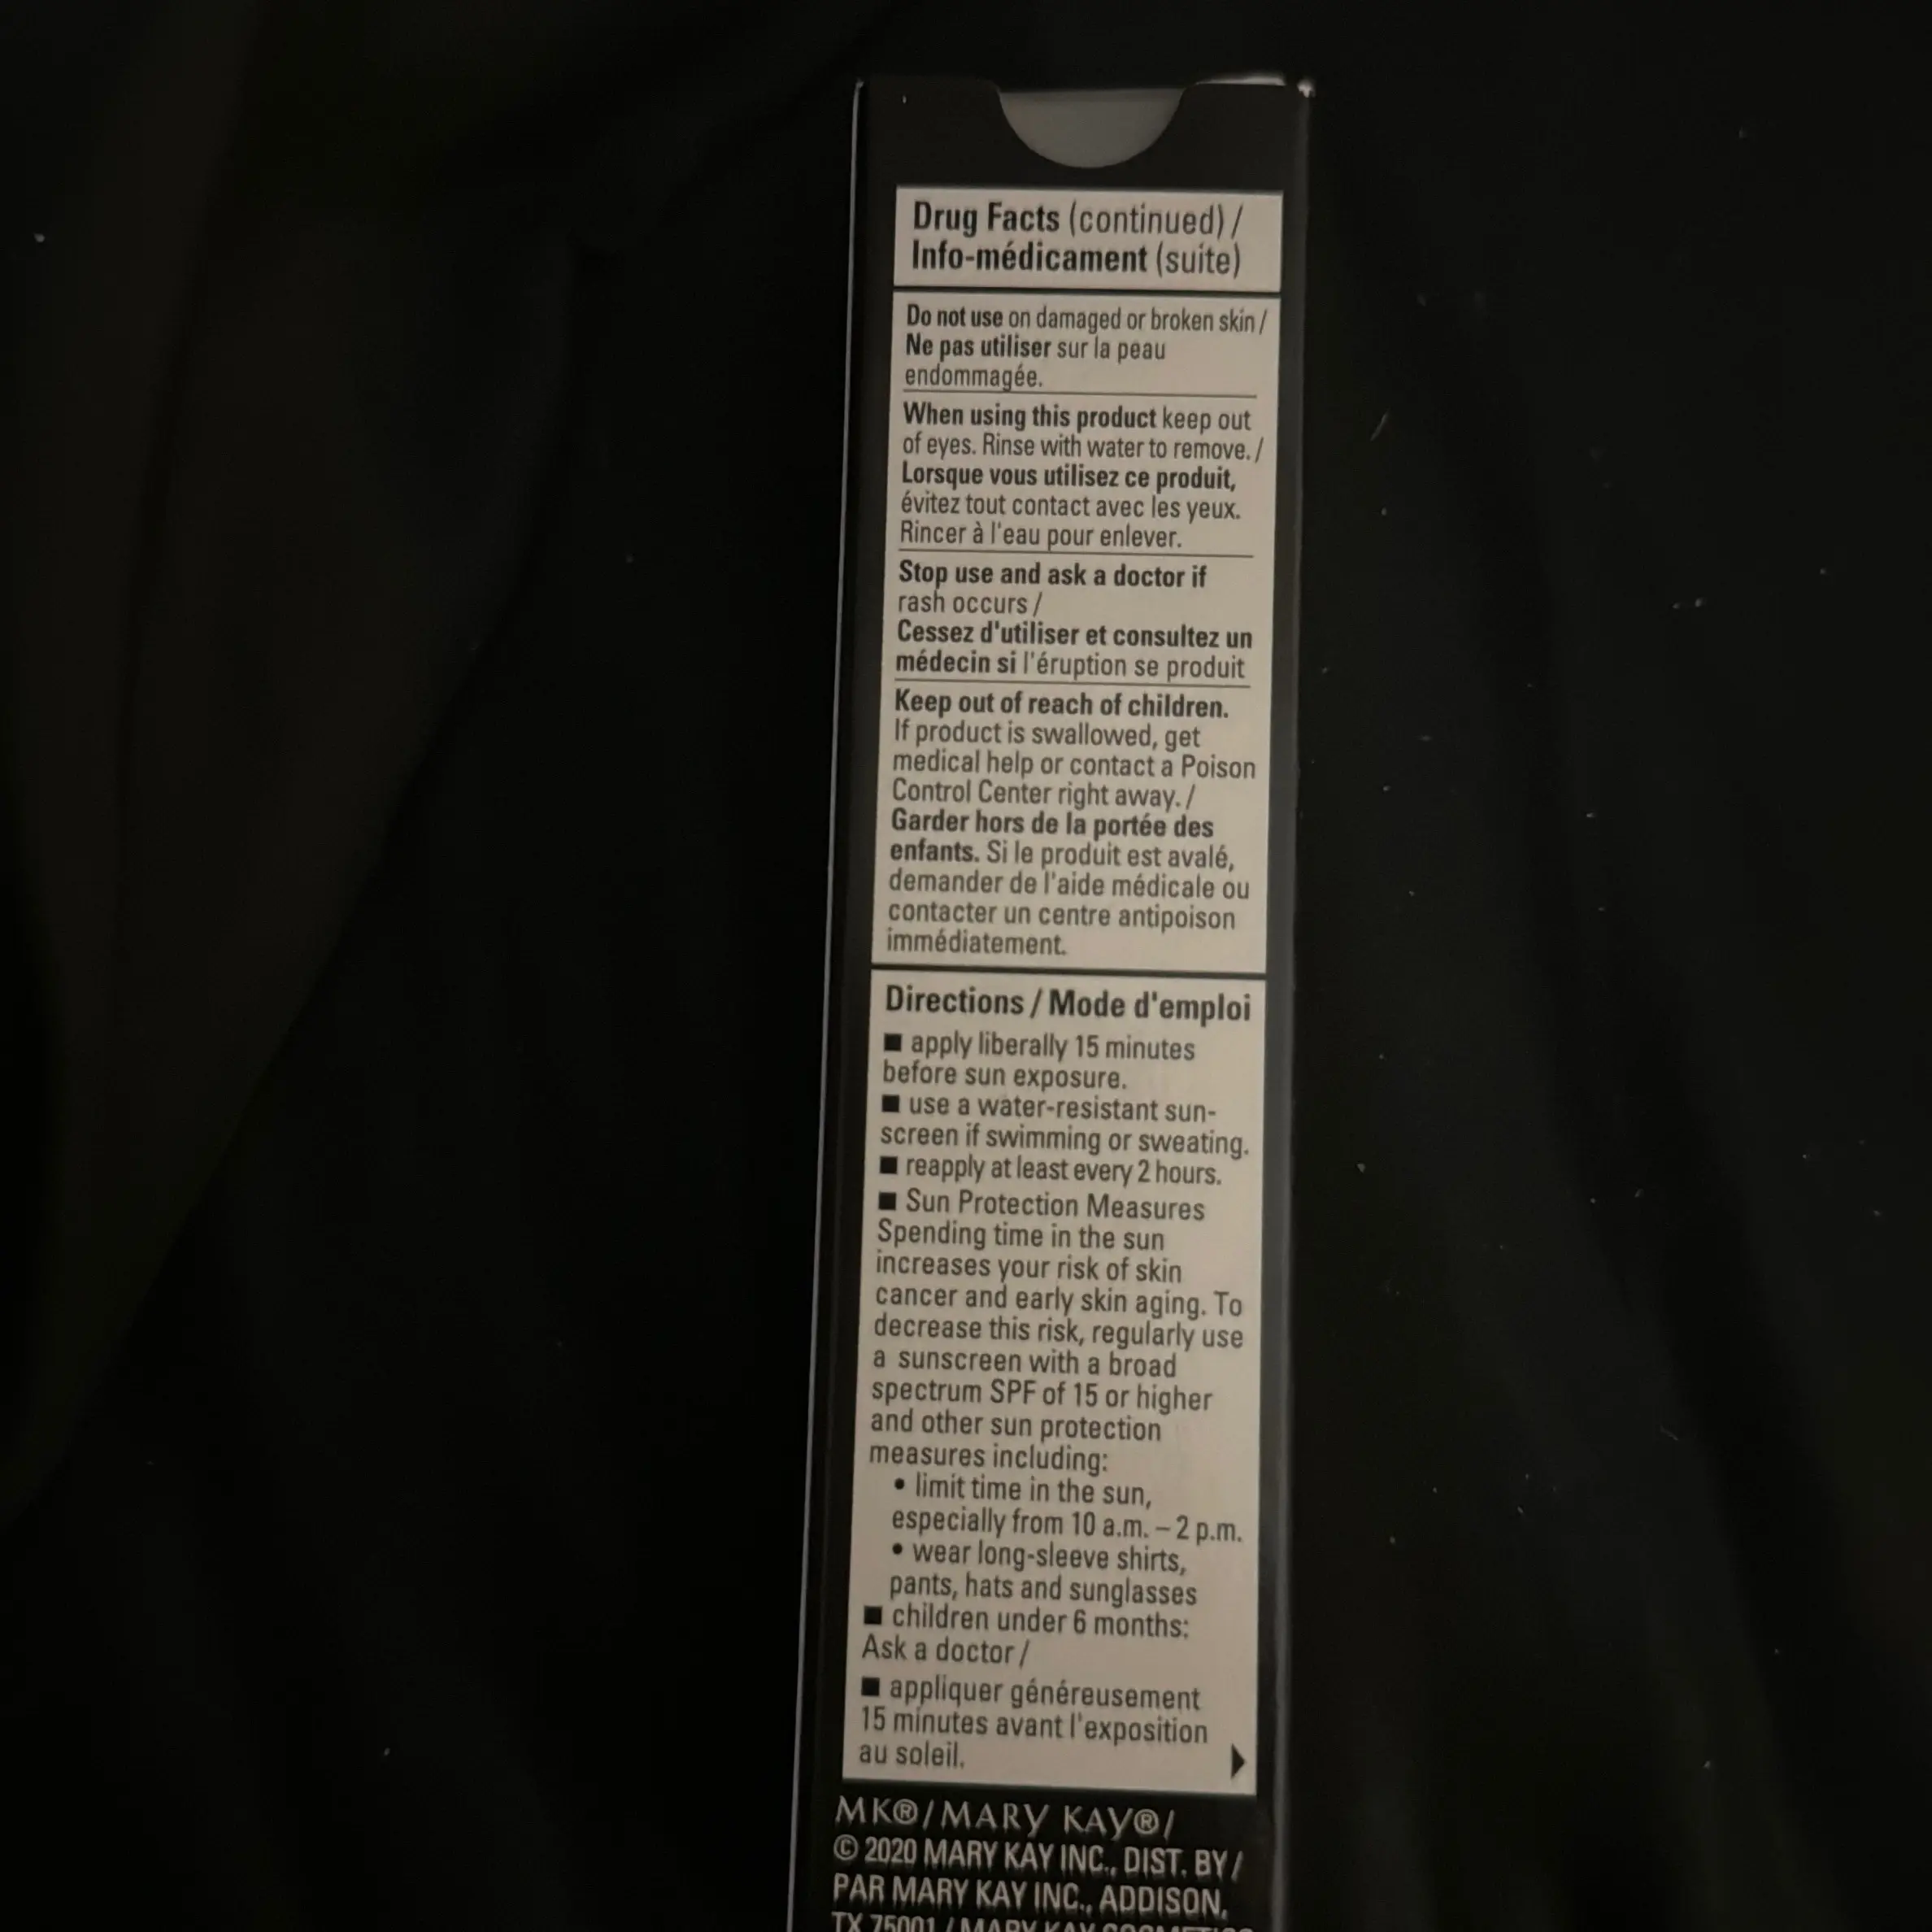 Drug Facts (continued) /
Info-médicament (suite)
Do not use on damaged or broken skin /
Ne pas utiliser sur la peau
endommagée.
When using this product keep out
of eyes. Rinse with water to remove. /
Lorsque vous utilisez ce produit,
évitez tout contact avec les yeux.
Rincer à l'eau pour enlever.
Stop use and ask a doctor if
rash occurs /
Cessez d'utiliser et consultez un
médecin si l'éruption se produit
Keep out of reach of children.
If product is swallowed, get
medical help or contact a Poison
Control Center right away. /
Garder hors de la portée des
enfants. Si le produit est avalé,
demander de l'aide médicale ou
contacter un centre antipoison
immédiatement.
Directions / Mode d'emploi
■ apply liberally 15 minutes
before sun exposure.
■ use a water-resistant sun-
screen if swimming or sweating.
■ reapply at least every 2 hours.
■ Sun Protection Measures
Spending time in the sun
increases your risk of skin
cancer and early skin aging. To
decrease this risk, regularly use
a sunscreen with a broad
spectrum SPF of 15 or higher
and other sun protection
measures including:
• limit time in the sun,
especially from 10 a.m. – 2 p.m.
• wear long-sleeve shirts,
pants, hats and sunglasses
■ children under 6 months:
Ask a doctor /
■ appliquer généreusement
15 minutes avant l'exposition
au soleil.
MK®/MARY KAY®/
© 2020 MARY KAY INC., DIST. BY /
PAR MARY KAY INC., ADDISON,
TX 75001 / MARY KAY COSMETICS